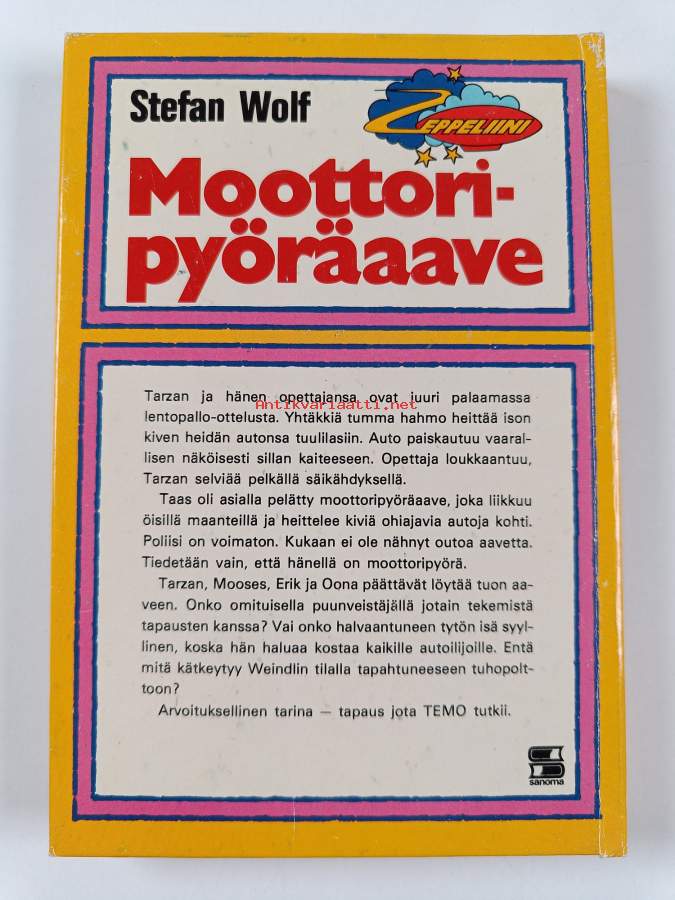 Stefan Wolf
ZEPPELIINI
Moottori-
pyöräaave
Tarzan ja hänen opettajansa ovat juuri palaamassa
Antikvariaatti.net
lentopallo-ottelusta. Yhtäkkiä tumma hahmo heittää ison
kiven heidän autonsa tuulilasiin. Auto paiskautuu vaaral-
lisen näköisesti sillan kaiteeseen. Opettaja loukkaantuu,
Tarzan selviää pelkällä säikähdyksellä.
Taas oli asialla pelätty moottoripyöräaave, joka liikkuu
öisillä maanteillä ja heittelee kiviä ohiajavia autoja kohti.
Poliisi on voimaton. Kukaan ei ole nähnyt outoa aavetta.
Tiedetään vain, että hänellä on moottoripyörä.
Tarzan, Mooses, Erik ja Oona päättävät löytää tuon aa-
veen. Onko omituisella puunveistäjällä jotain tekemistä
tapausten kanssa? Vai onko halvaantuneen tytön isä syyl-
linen, koska hän haluaa kostaa kaikille autoilijoille. Entä
mitä kätkeytyy Weindlin tilalla tapahtuneeseen tuhopolt-
toon?
Arvoituksellinen tarina — tapaus jota TEMO tutkii.
sanoma